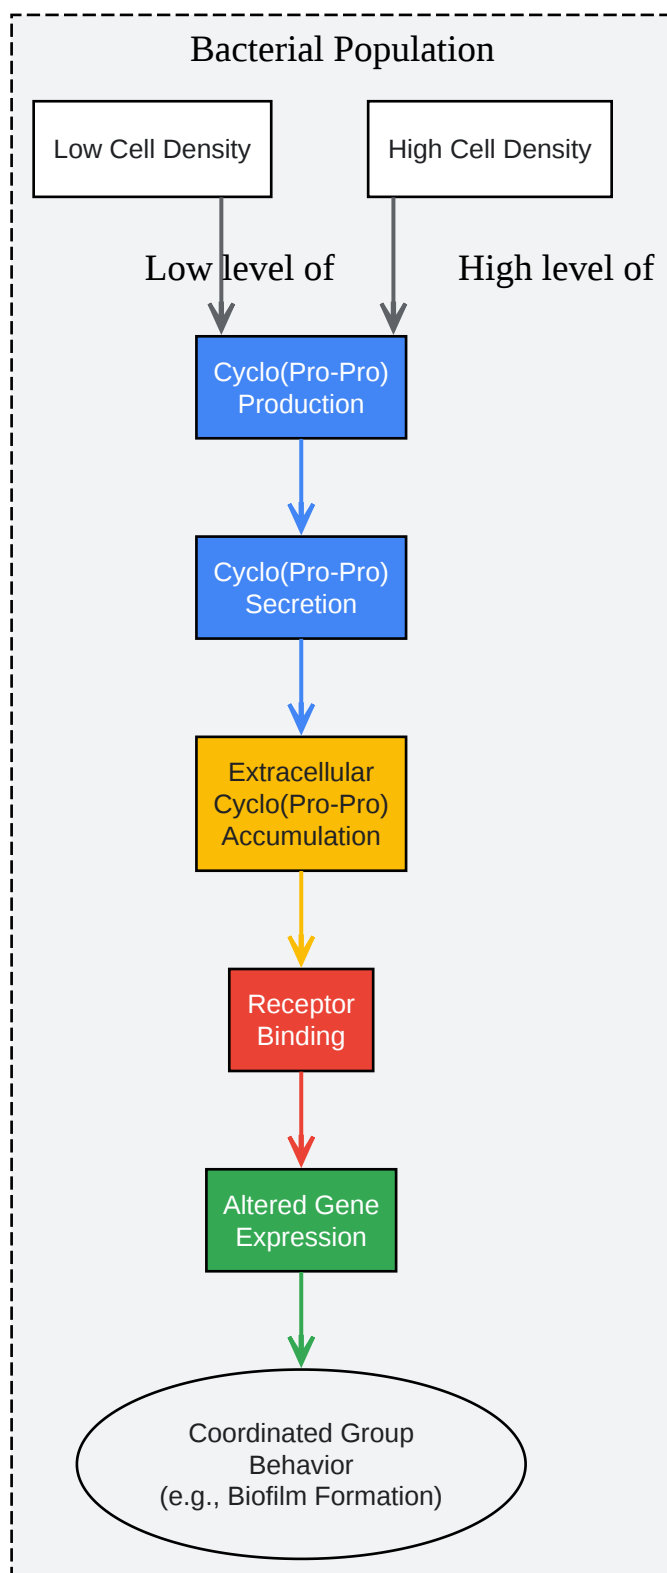 Bacterial Population
Low Cell Density
High Cell Density
Low level of
High level of
Cyclo(Pro-Pro)
Production
Cyclo(Pro-Pro)
Secretion
Extracellular
Cyclo(Pro-Pro)
Accumulation
Receptor
Binding
Altered Gene
Expression
Coordinated Group
Behavior
(e.g., Biofilm Formation)